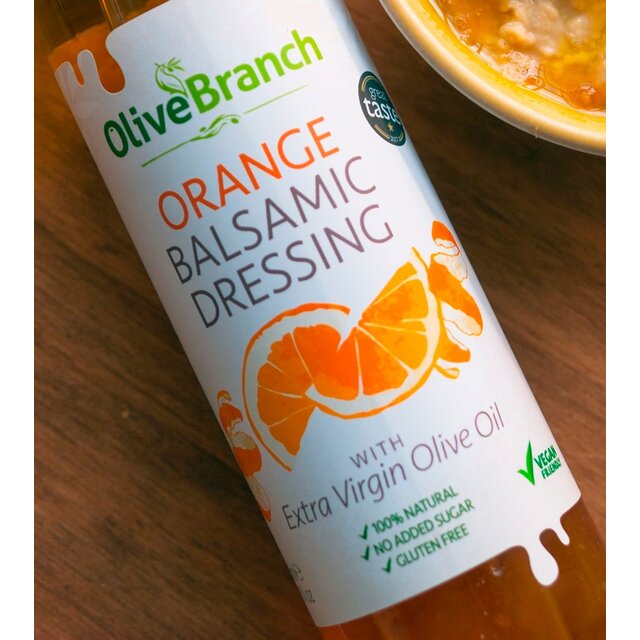 OliveBranch
great
taste
ORANGE
BALSAMIC
DRESSING
WITH
Extra Virgin Olive Oil
100% NATURAL
NO ADDED SUGAR
GLUTEN FREE
VEGAN
FRIENDLY